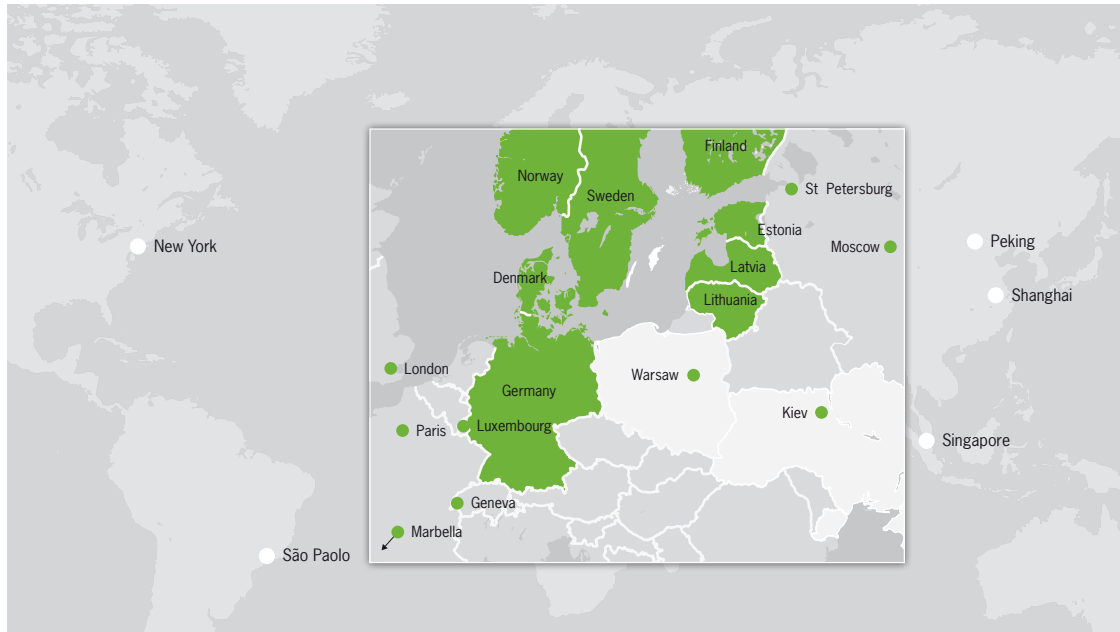 Finland
Norway
St Petersburg
Sweden
Estonia
New York
Moscow
Peking
Latvia
Denmark
Shanghai
Lithuania
London
Warsaw
Germany
Kiev
Luxembourg
Paris
Singapore
Geneva
Marbella
São Paolo